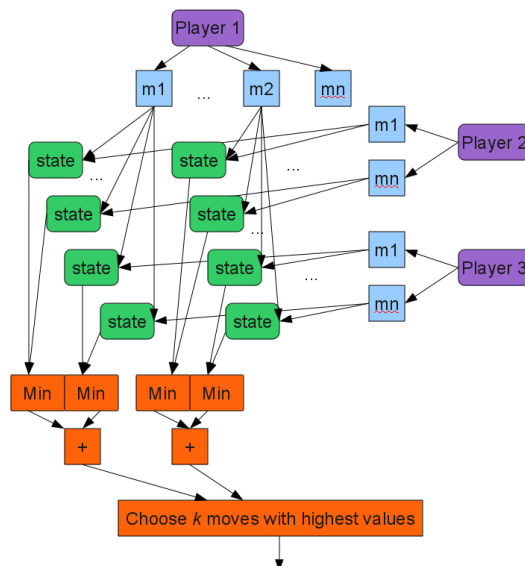 Player 1
m1
...
m2
mn
m1
Player 2
state
state
...
...
mn
state
state
...
m1
state
state
...
Player 3
mn
state
state
Min
Min
Min
Min
+
+
Choose k moves with highest values